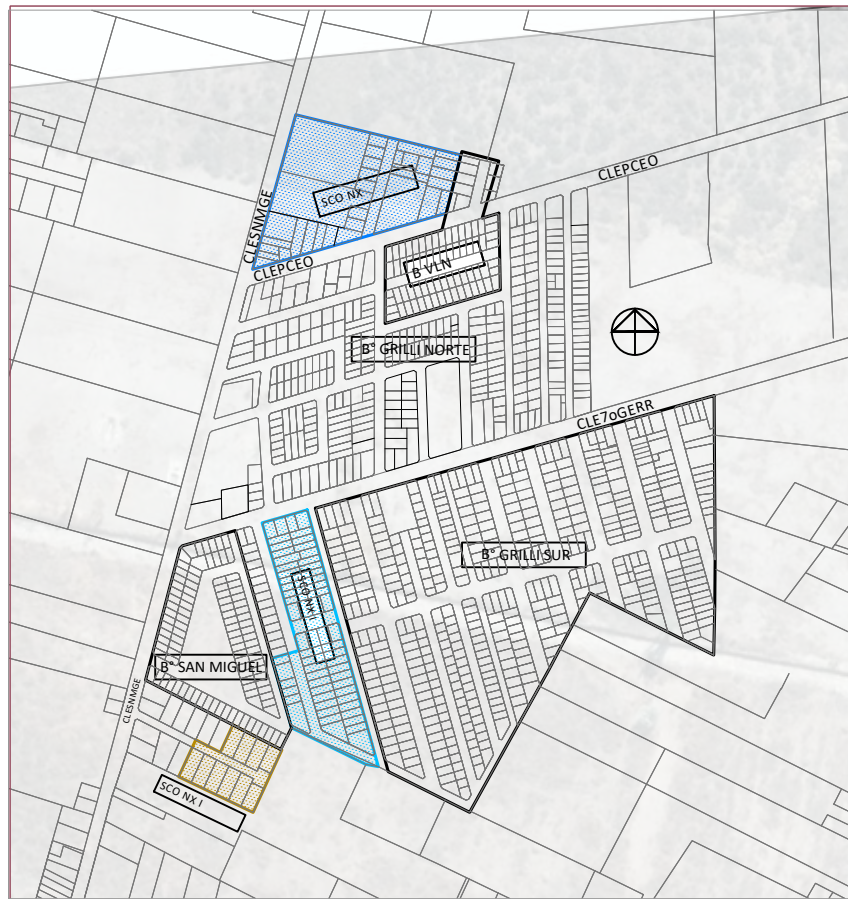 SCO NX
CLEPCEO
CLESNMGE
CLEPCEO
B VLN
B° GRILLI NORTE
CLE7oGERR
B° GRILLI SUR
SCO NX I
B° SAN MIGUEL
CLESNMGE
SCO NX I